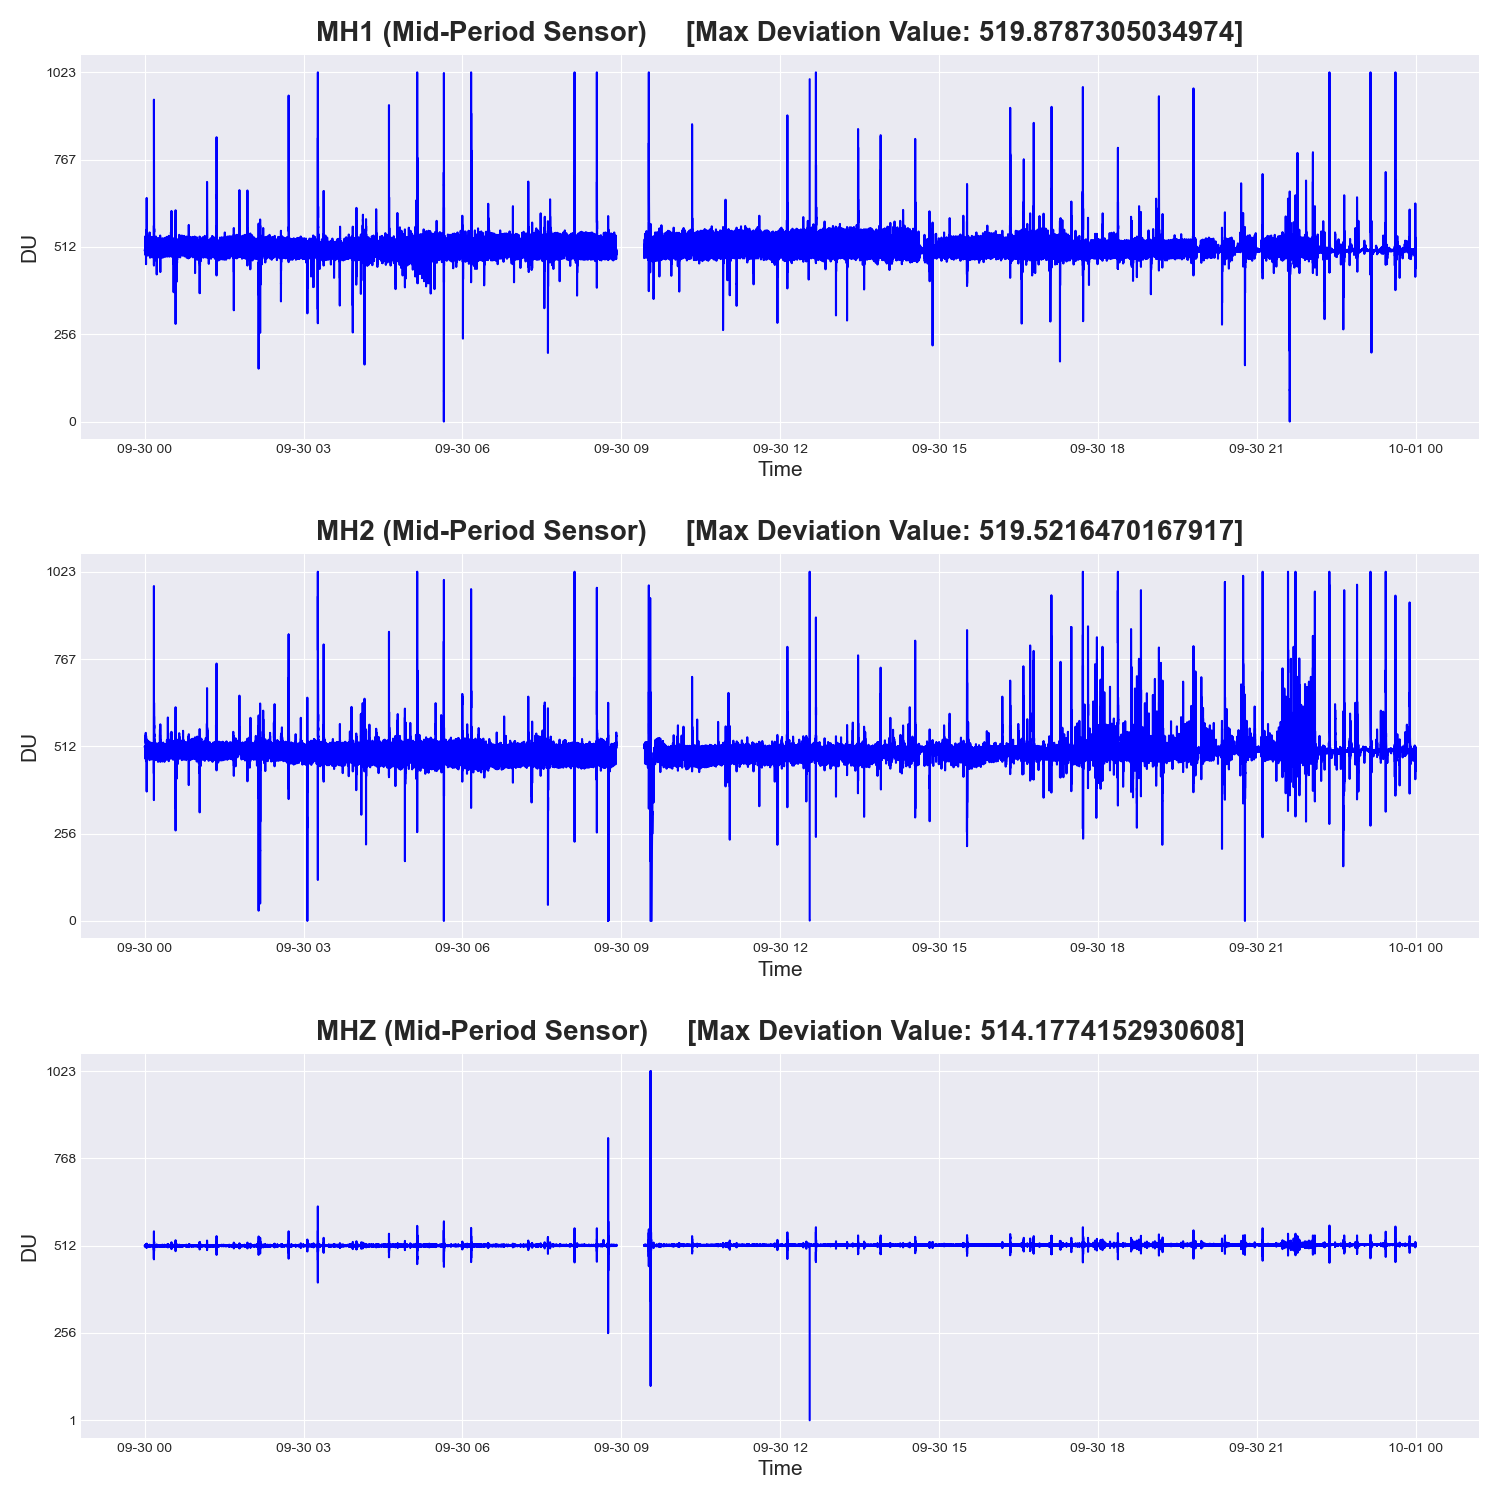 MH1 (Mid-Period Sensor) [Max Deviation Value: 519.8787305034974]
1023
767
512
256
0
DU
09-30 00 09-30 03 09-30 06 09-30 09 09-30 12 09-30 15 09-30 18 09-30 21 10-01 00
Time
MH2 (Mid-Period Sensor) [Max Deviation Value: 519.5216470167917]
1023
767
512
256
0
DU
09-30 00 09-30 03 09-30 06 09-30 09 09-30 12 09-30 15 09-30 18 09-30 21 10-01 00
Time
MHZ (Mid-Period Sensor) [Max Deviation Value: 514.1774152930608]
1023
768
512
256
1
DU
09-30 00 09-30 03 09-30 06 09-30 09 09-30 12 09-30 15 09-30 18 09-30 21 10-01 00
Time